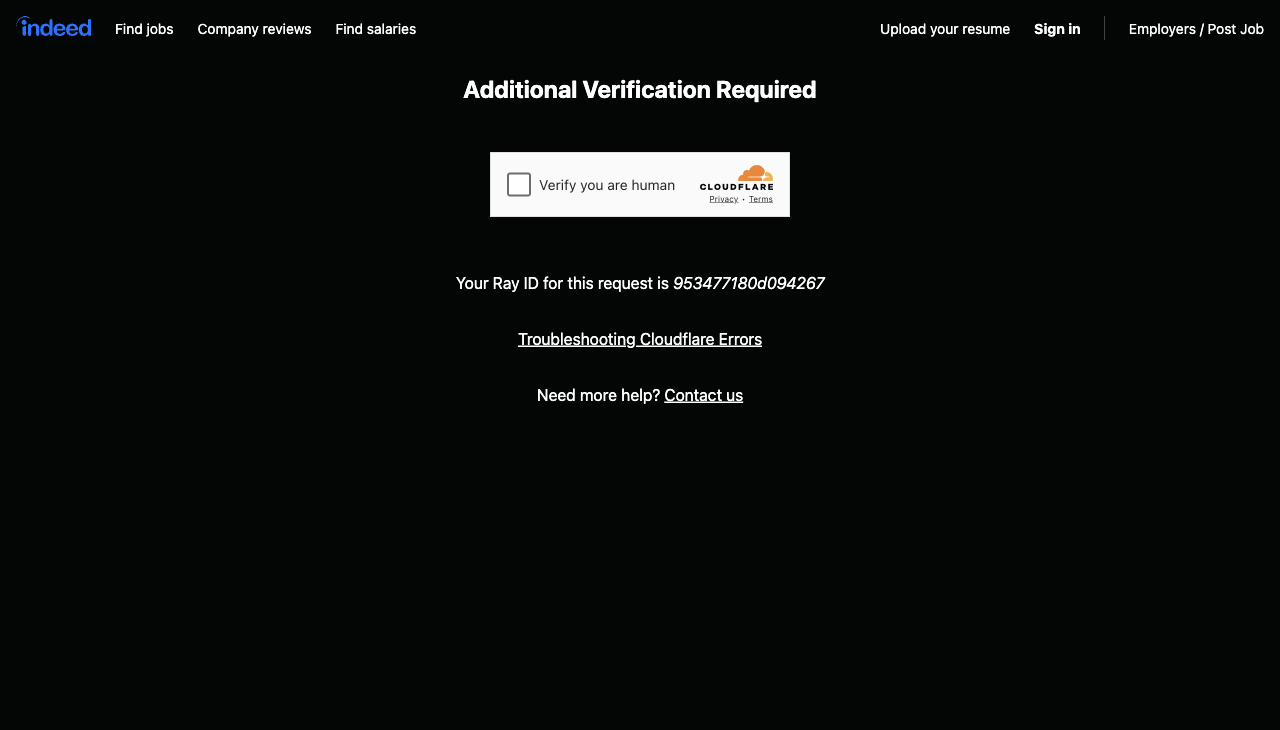 indeed Find jobs Company reviews Find salaries Upload your resume Sign in Employers / Post Job
Additional Verification Required
Verify you are human
CLOUDFLARE
Privacy • Terms
Your Ray ID for this request is 953477180d094267
Troubleshooting Cloudflare Errors
Need more help? Contact us